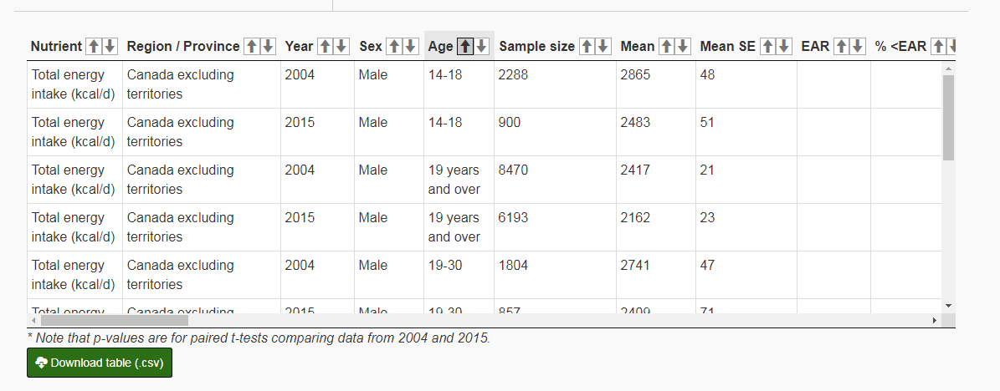 Nutrient Region / Province Year Sex Age Sample size Mean Mean SE EAR % <EAR
Total energy intake (kcal/d) Canada excluding territories 2004 Male 14-18 2288 2865 48
Total energy intake (kcal/d) Canada excluding territories 2015 Male 14-18 900 2483 51
Total energy intake (kcal/d) Canada excluding territories 2004 Male 19 years and over 8470 2417 21
Total energy intake (kcal/d) Canada excluding territories 2015 Male 19 years and over 6193 2162 23
Total energy intake (kcal/d) Canada excluding territories 2004 Male 19-30 1804 2741 47
Total energy Canada excluding 2015 Male 19-30 857 2409 71
* Note that p-values are for paired t-tests comparing data from 2004 and 2015.
Download table (.csv)